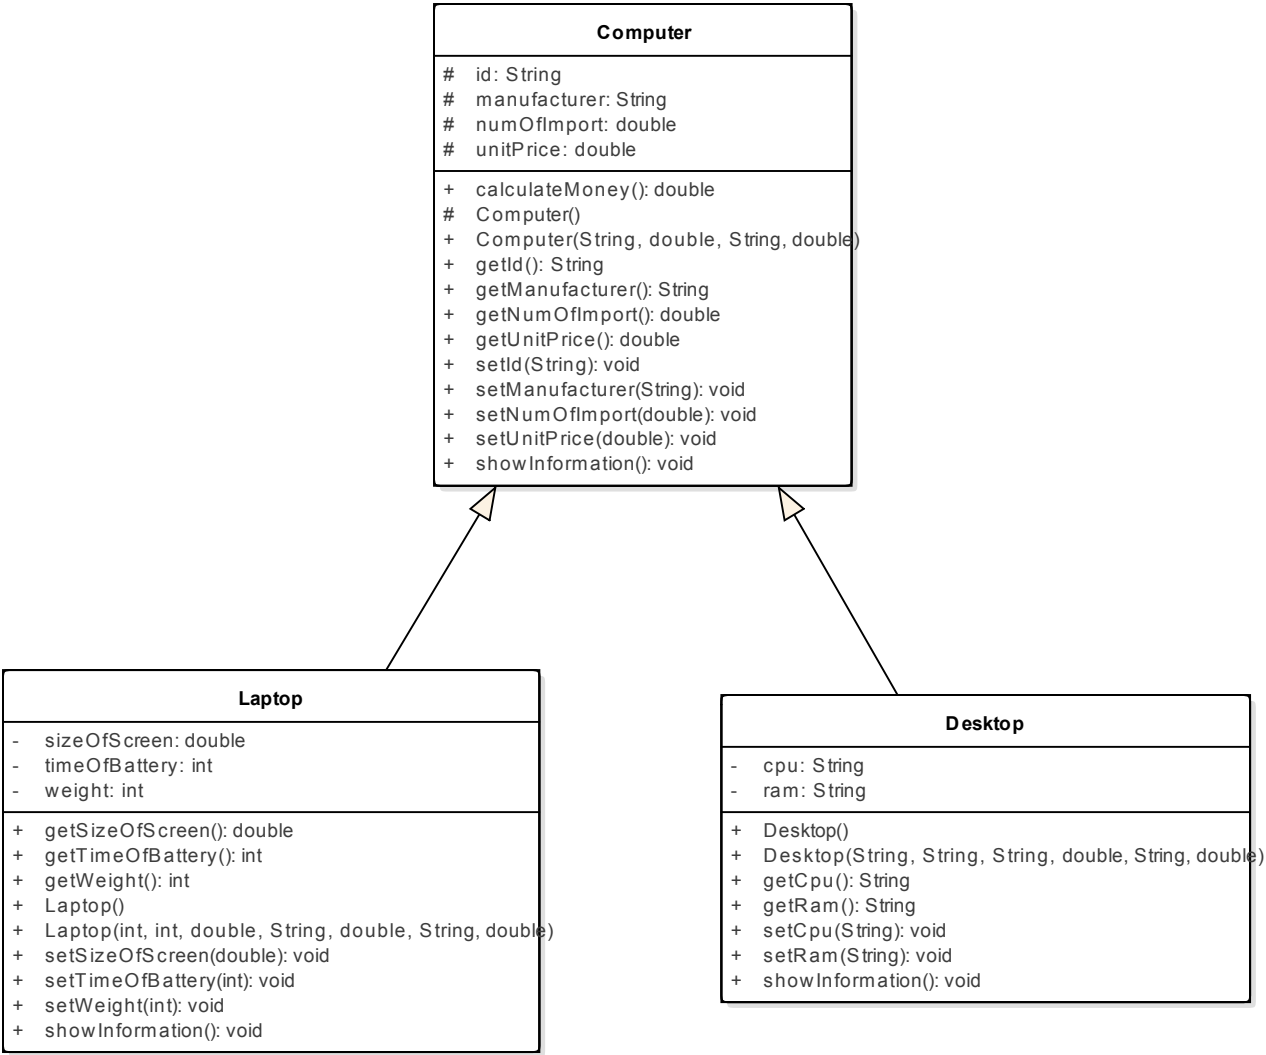 Computer
# id: String
# manufacturer: String
# numOfImport: double
# unitPrice: double
+ calculateMoney(): double
# Computer()
+ Computer(String, double, String, double)
+ getId(): String
+ getManufacturer(): String
+ getNumOfImport(): double
+ getUnitPrice(): double
+ setId(String): void
+ setManufacturer(String): void
+ setNumOfImport(double): void
+ setUnitPrice(double): void
+ showInformation(): void
Laptop
- sizeOfScreen: double
- timeOfBattery: int
- weight: int
+ getSizeOfScreen(): double
+ getTimeOfBattery(): int
+ getWeight(): int
+ Laptop()
+ Laptop(int, int, double, String, double, String, double)
+ setSizeOfScreen(double): void
+ setTimeOfBattery(int): void
+ setWeight(int): void
+ showInformation(): void
Desktop
- cpu: String
- ram: String
+ Desktop()
+ Desktop(String, String, String, double, String, double)
+ getCpu(): String
+ getRam(): String
+ setCpu(String): void
+ setRam(String): void
+ showInformation(): void